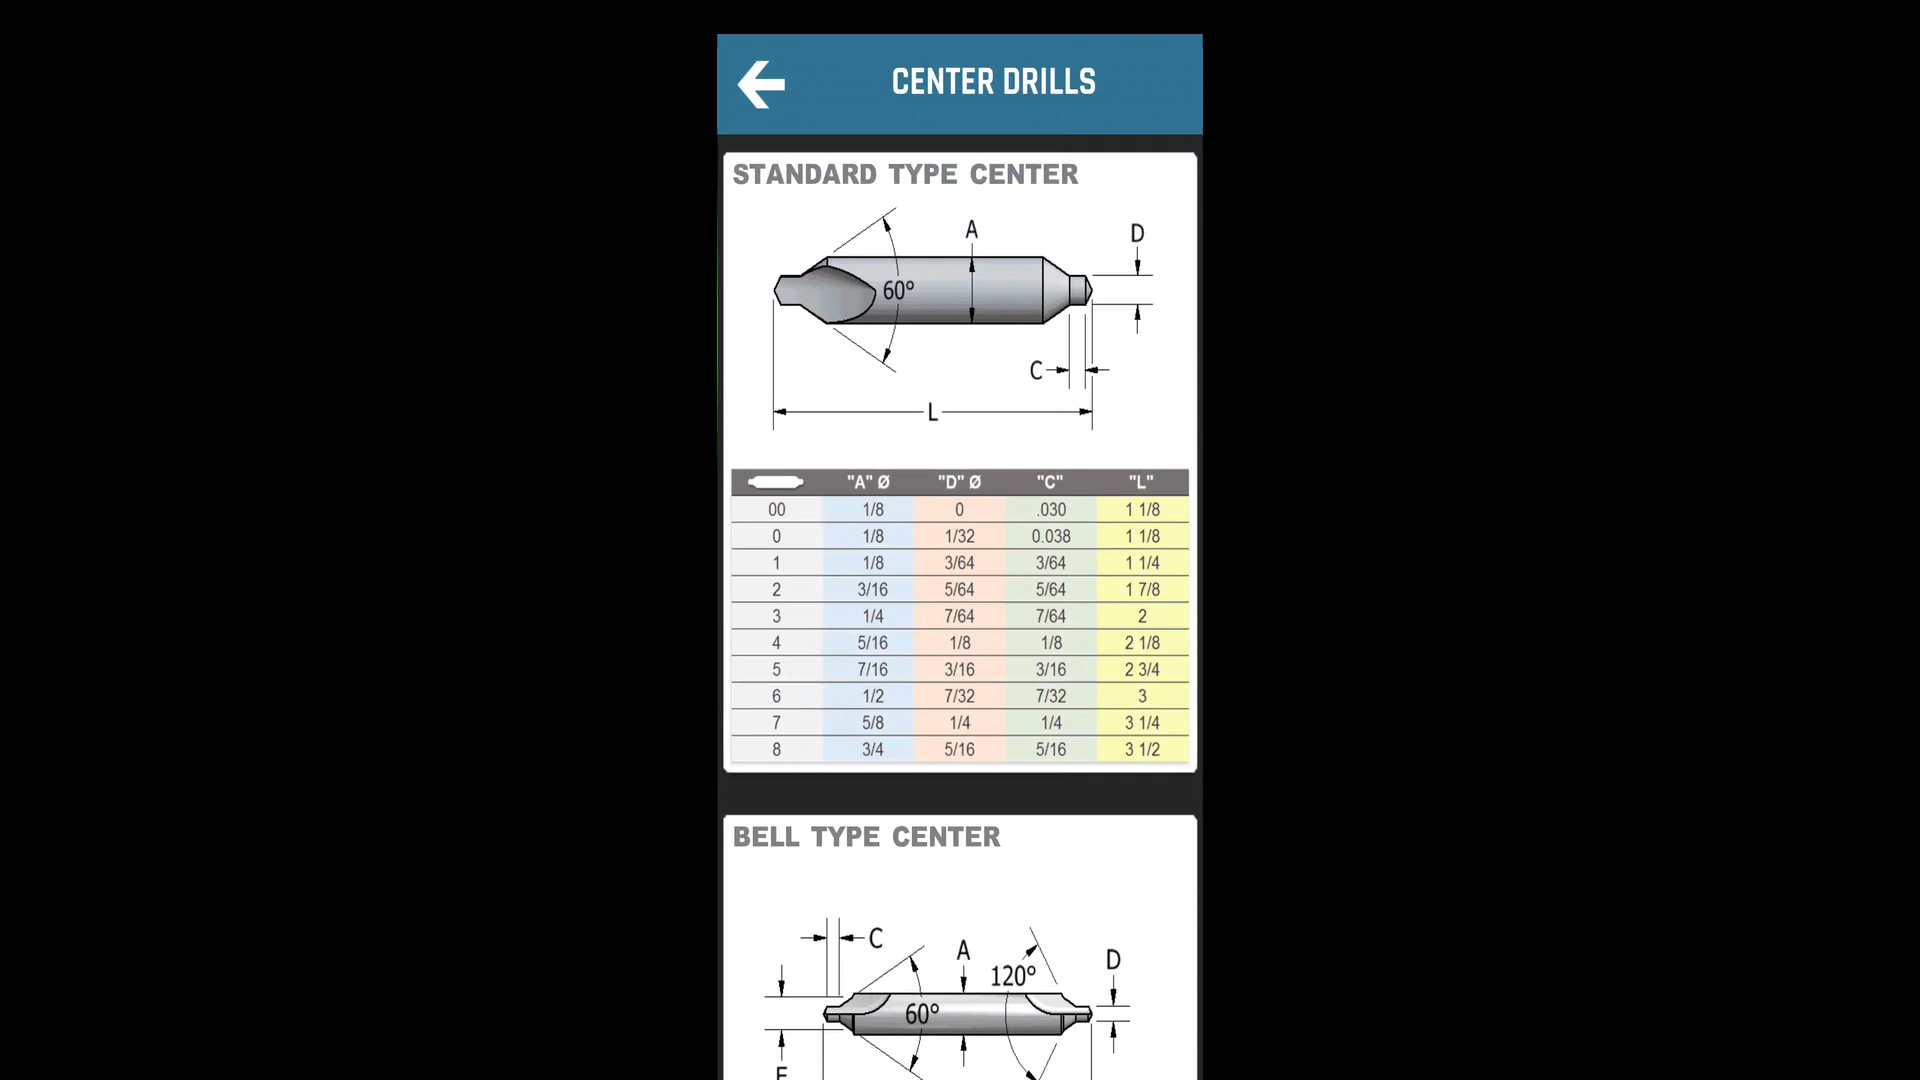 CENTER DRILLS
STANDARD TYPE CENTER
A
D
60°
C
L
"A" Ø "D" Ø "C" "L"
00 1/8 0 .030 1 1/8
0 1/8 1/32 0.038 1 1/8
1 1/8 3/64 3/64 1 1/4
2 3/16 5/64 5/64 1 7/8
3 1/4 7/64 7/64 2
4 5/16 1/8 1/8 2 1/8
5 7/16 3/16 3/16 2 3/4
6 1/2 7/32 7/32 3
7 5/8 1/4 1/4 3 1/4
8 3/4 5/16 5/16 3 1/2
BELL TYPE CENTER
C
A
D
120°
60°